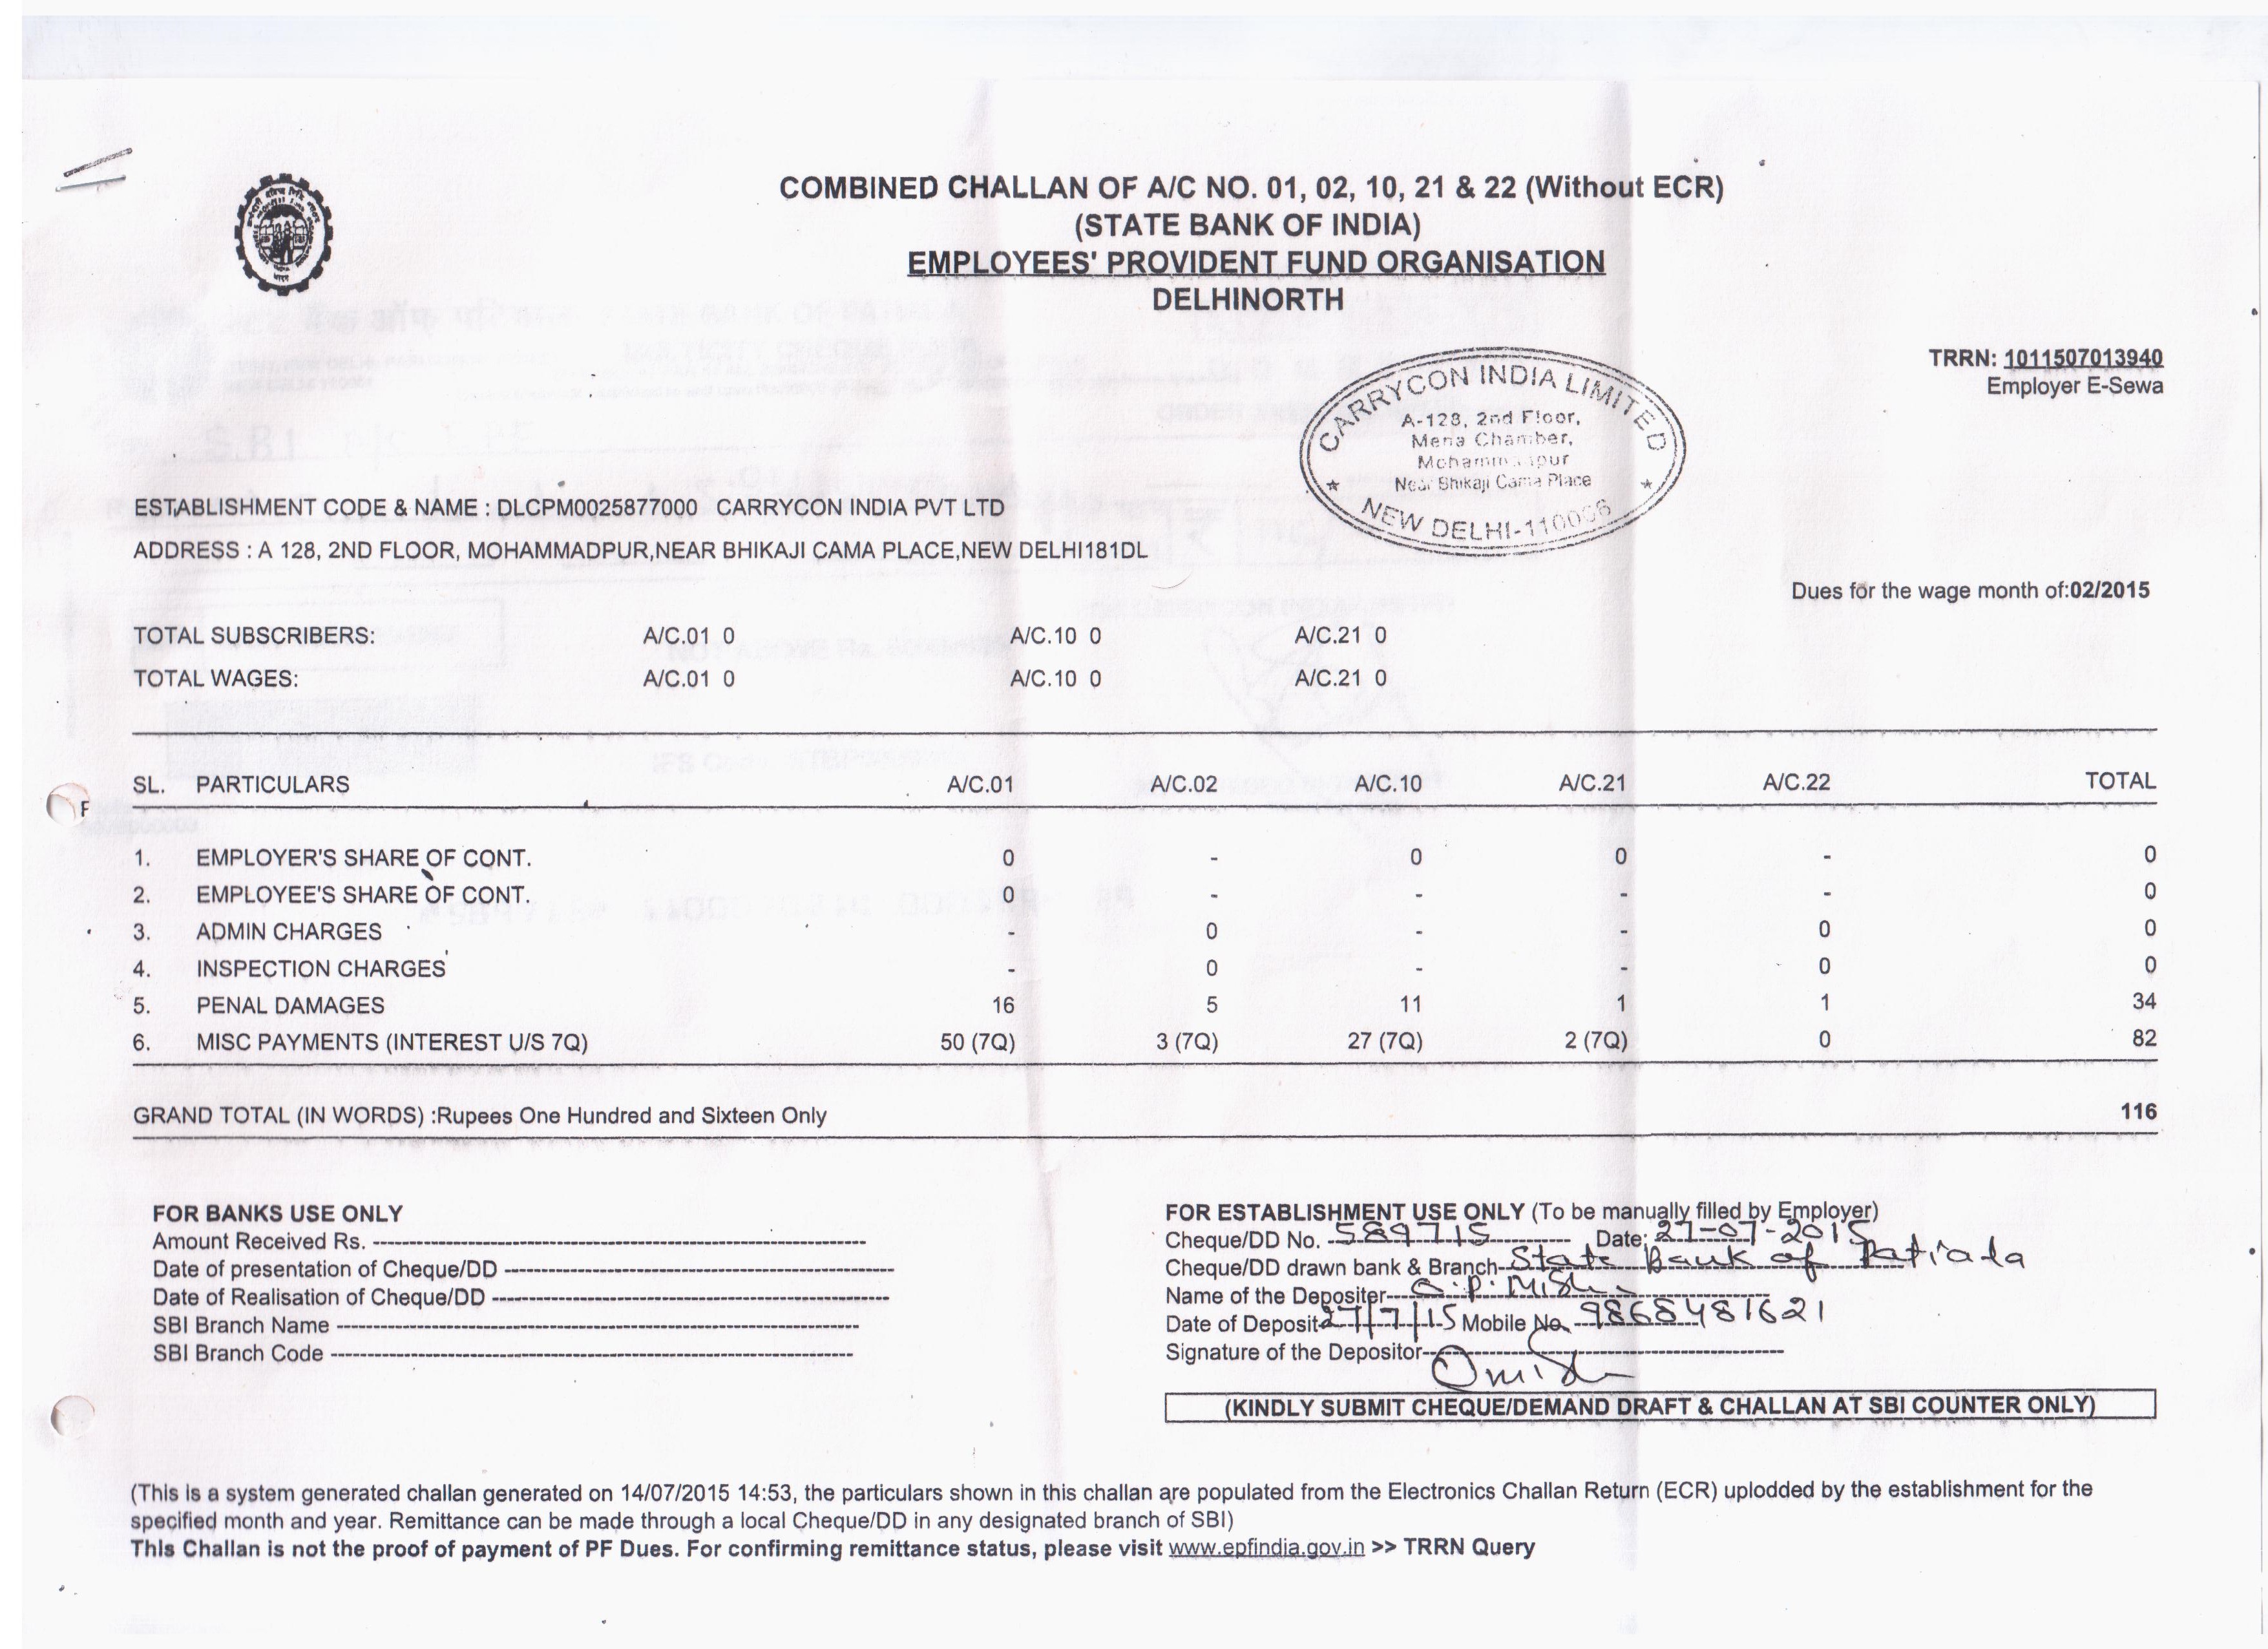 COMBINED CHALLAN OF A/C NO. 01, 02, 10, 21 & 22 (Without ECR)
(STATE BANK OF INDIA)
EMPLOYEES' PROVIDENT FUND ORGANISATION
DELHINORTH
TRRN: 1011507013940
Employer E-Sewa
CARRYCON INDIA LIMITED
A-128, 2nd Floor,
Chamber,
Near Bhikaji Cama Place
NEW DELHI-110066
ESTABLISHMENT CODE & NAME : DLCPM0025877000 CARRYCON INDIA PVT LTD
ADDRESS : A 128, 2ND FLOOR, MOHAMMADPUR,NEAR BHIKAJI CAMA PLACE,NEW DELHI181DL
Dues for the wage month of:02/2015
TOTAL SUBSCRIBERS: A/C.01 0 A/C.10 0 A/C.21 0
TOTAL WAGES: A/C.01 0 A/C.10 0 A/C.21 0
SL. PARTICULARS A/C.01 A/C.02 A/C.10 A/C.21 A/C.22 TOTAL
1. EMPLOYER'S SHARE OF CONT. 0 - 0 0 - 0
2. EMPLOYEE'S SHARE OF CONT. 0 - - - - 0
3. ADMIN CHARGES - 0 - - 0 0
4. INSPECTION CHARGES - 0 - - 0 0
5. PENAL DAMAGES 16 5 11 1 1 34
6. MISC PAYMENTS (INTEREST U/S 7Q) 50 (7Q) 3 (7Q) 27 (7Q) 2 (7Q) 0 82
GRAND TOTAL (IN WORDS) :Rupees One Hundred and Sixteen Only 116
FOR BANKS USE ONLY
Amount Received Rs.
Date of presentation of Cheque/DD
Date of Realisation of Cheque/DD
SBI Branch Name
SBI Branch Code
FOR ESTABLISHMENT USE ONLY (To be manually filled by Employer)
Cheque/DD No. 589715 Date: 27-07-2015
Cheque/DD drawn bank & Branch State Bank of Patiala
Name of the Depositer
Date of Deposit 27/7/15 Mobile No. 9868481621
Signature of the Depositor
(KINDLY SUBMIT CHEQUE/DEMAND DRAFT & CHALLAN AT SBI COUNTER ONLY)
(This is a system generated challan generated on 14/07/2015 14:53, the particulars shown in this challan are populated from the Electronics Challan Return (ECR) uplodded by the establishment for the
specified month and year. Remittance can be made through a local Cheque/DD in any designated branch of SBI)
This Challan is not the proof of payment of PF Dues. For confirming remittance status, please visit www.epfindia.gov.in >> TRRN Query